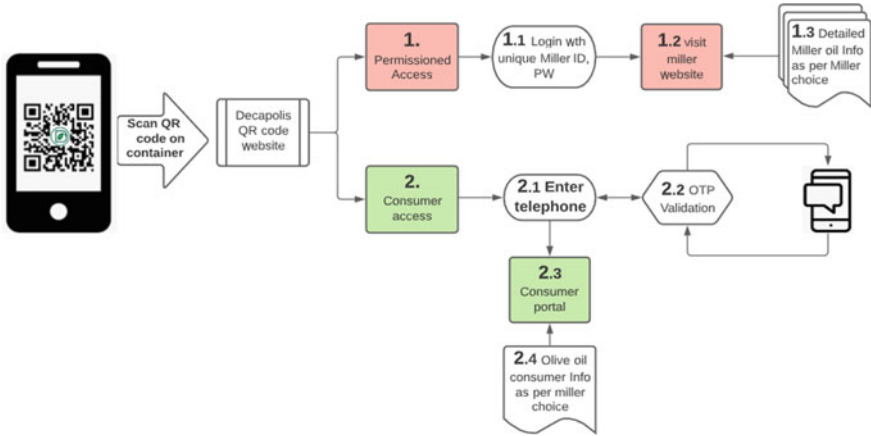 Scan QR
code on
container
Decapolis
QR code
website
1.
Permissioned
Access
1.1 Login wth
unique Miller ID,
PW
1.2 visit
miller
website
1.3 Detailed
Miller oil Info
as per Miller
choice
2.
Consumer
access
2.1 Enter
telephone
2.2 OTP
Validation
2.3
Consumer
portal
2.4 Olive oil
consumer Info
as per miller
choice